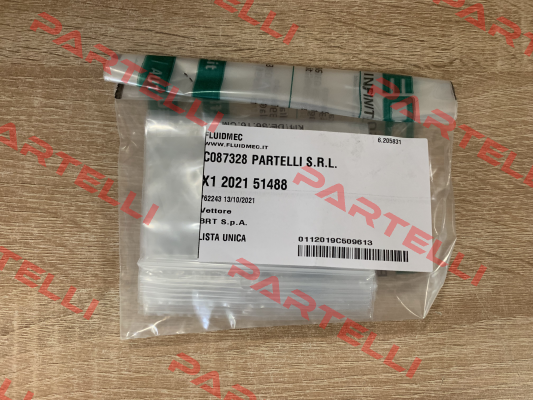 FLUIDMEC
WWW.FLUIDMEC.IT
6.205831
C087328 PARTELLI S.R.L.
X1 2021 51488
762243 13/10/2021
Vettore
BRT S.p.A.
LISTA UNICA
0112019C509613
INFINIT
PARTELLI
PARTELLI
PARTELLI
PARTELLI
PARTELLI